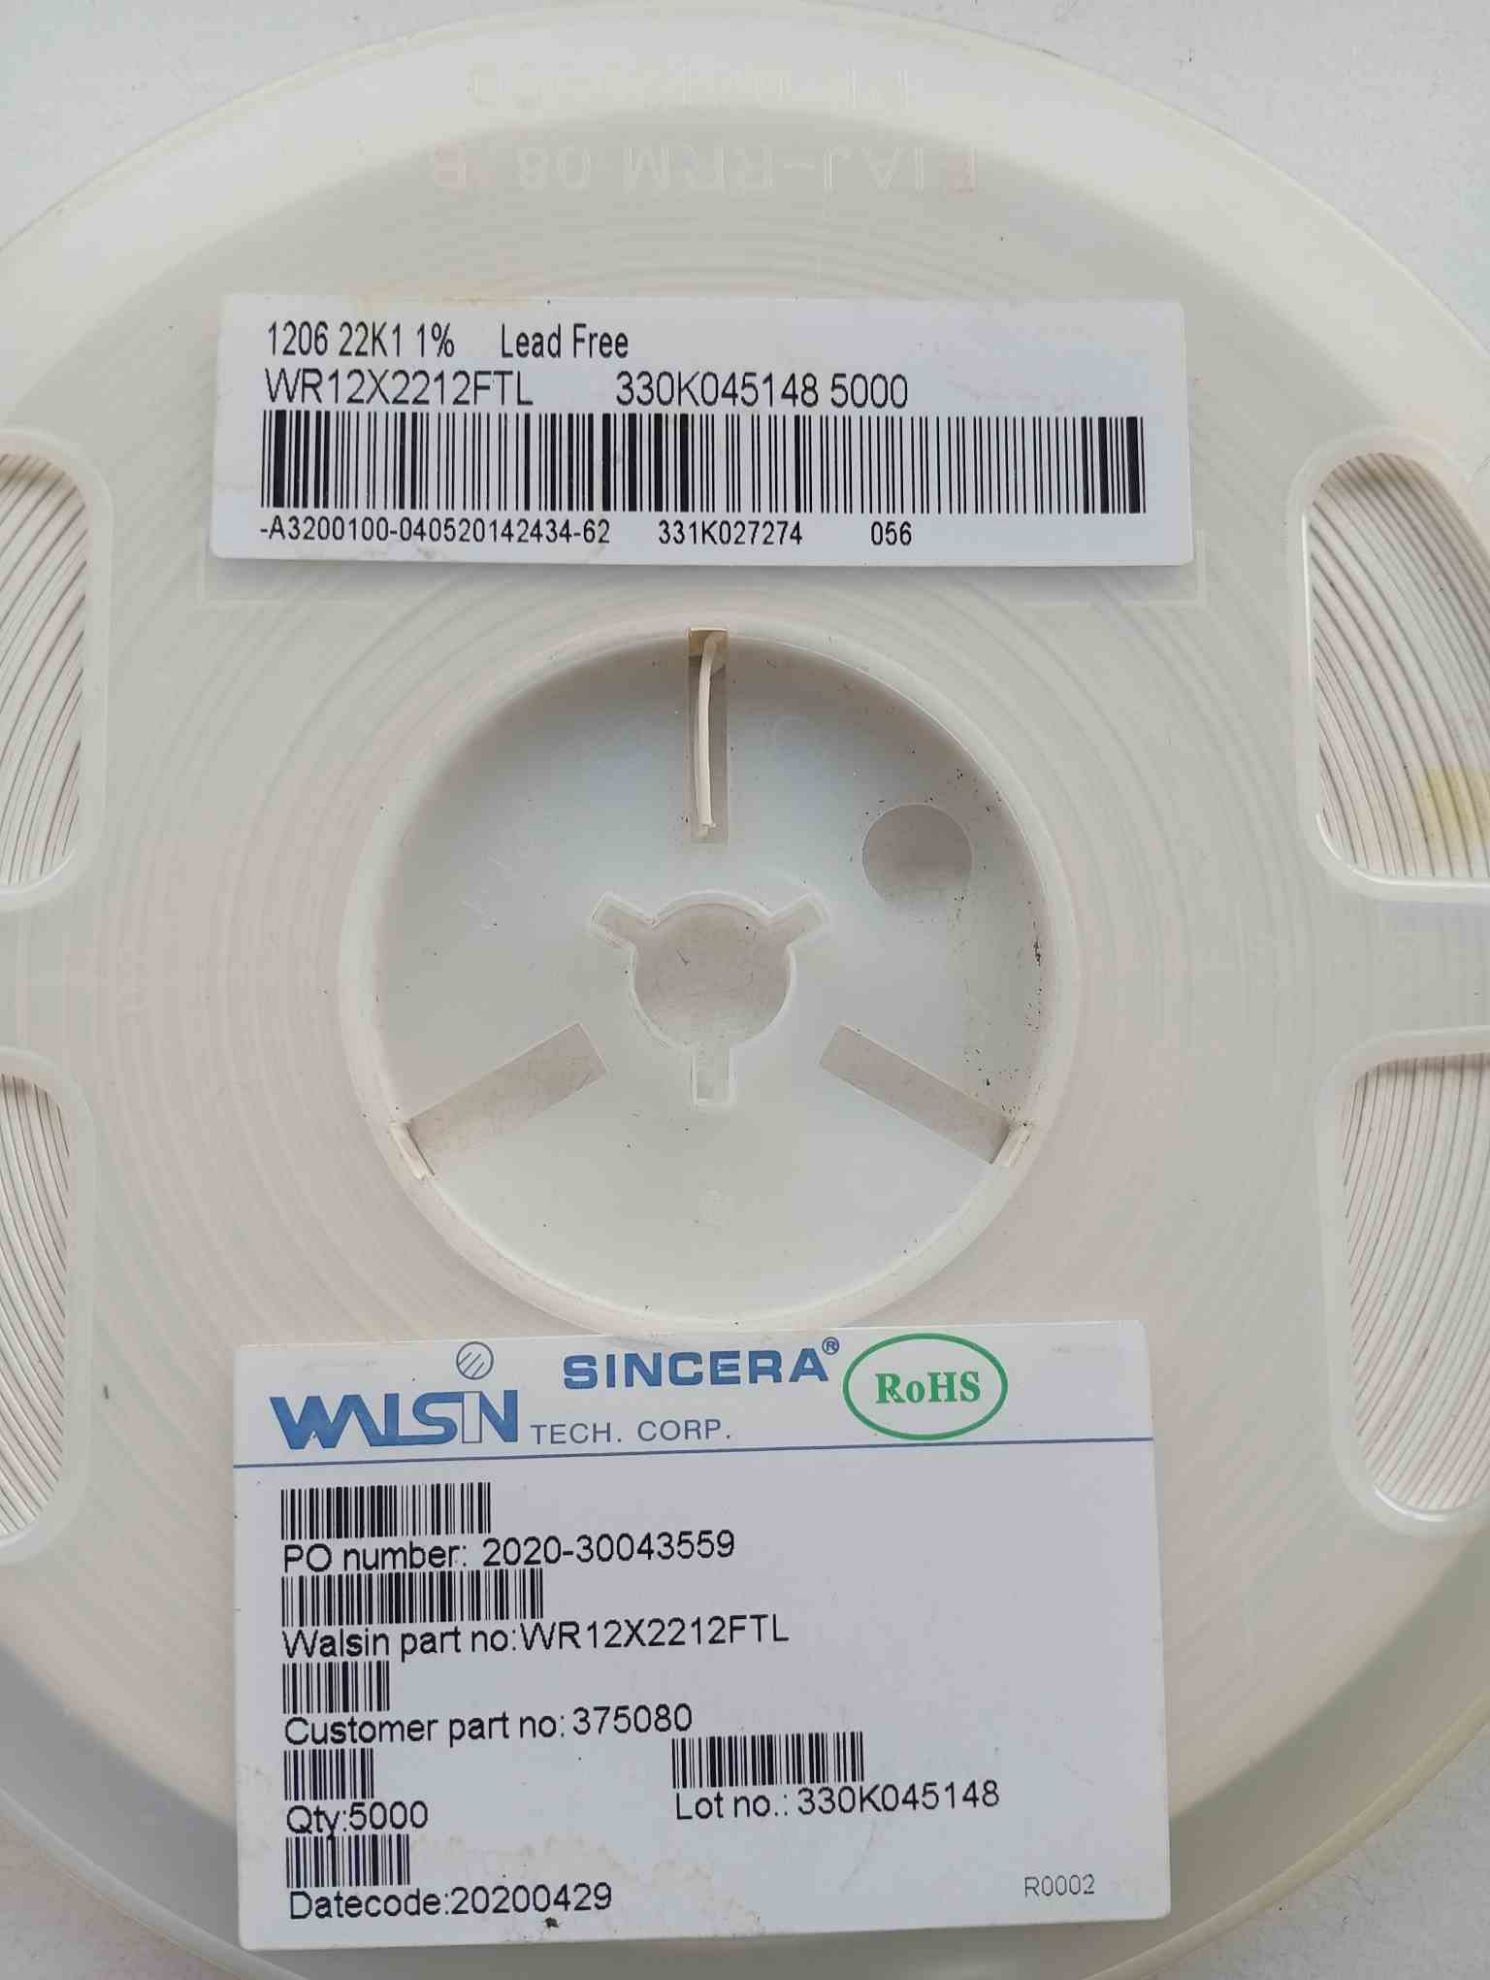 1206 22K1 1% Lead Free
WR12X2212FTL 330K045148 5000
-A3200100-040520142434-62 331K027274 056
WALSIN TECH. CORP. SINCERA® RoHS
PO number: 2020-30043559
Walsin part no:WR12X2212FTL
Customer part no:375080
Qty:5000 Lot no.: 330K045148
Datecode:20200429
R0002